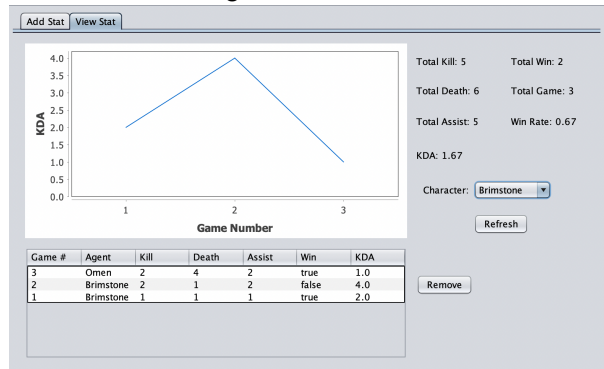 Add Stat View Stat
4.0
3.5
3.0
2.5
2.0
1.5
1.0
0.5
0.0
KDA
1 2 3
Game Number
Total Kill: 5 Total Win: 2
Total Death: 6 Total Game: 3
Total Assist: 5 Win Rate: 0.67
KDA: 1.67
Character: Brimstone
Refresh
Game # Agent Kill Death Assist Win KDA
3 Omen 2 4 2 true 1.0
2 Brimstone 2 1 2 false 4.0
1 Brimstone 1 1 1 true 2.0
Remove